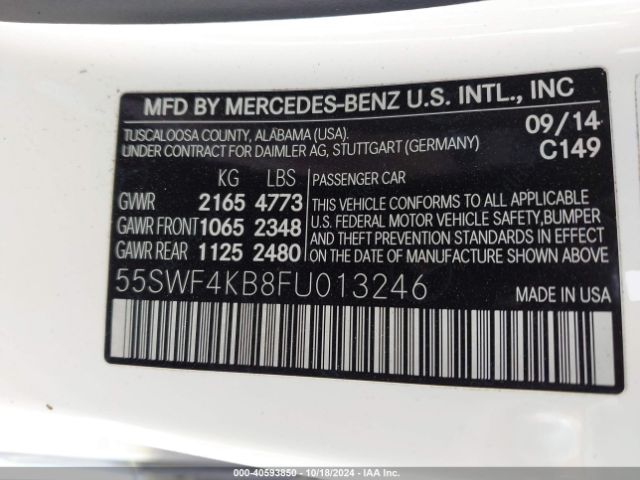 MFD BY MERCEDES-BENZ U.S. INTL., INC
TUSCALOOSA COUNTY, ALABAMA (USA).
UNDER CONTRACT FOR DAIMLER AG, STUTTGART (GERMANY)
09/14
C149
KG LBS
GVWR 2165 4773
GAWR FRONT 1065 2348
GAWR REAR 1125 2480
PASSENGER CAR
THIS VEHICLE CONFORMS TO ALL APPLICABLE
U.S. FEDERAL MOTOR VEHICLE SAFETY,BUMPER
AND THEFT PREVENTION STANDARDS IN EFFECT
ON THE DATE OF MANUFACTURE SHOWN ABOVE.
55SWF4KB8FU013246
MADE IN USA
000-40593850 | 10/18/2024 | IAA Inc.